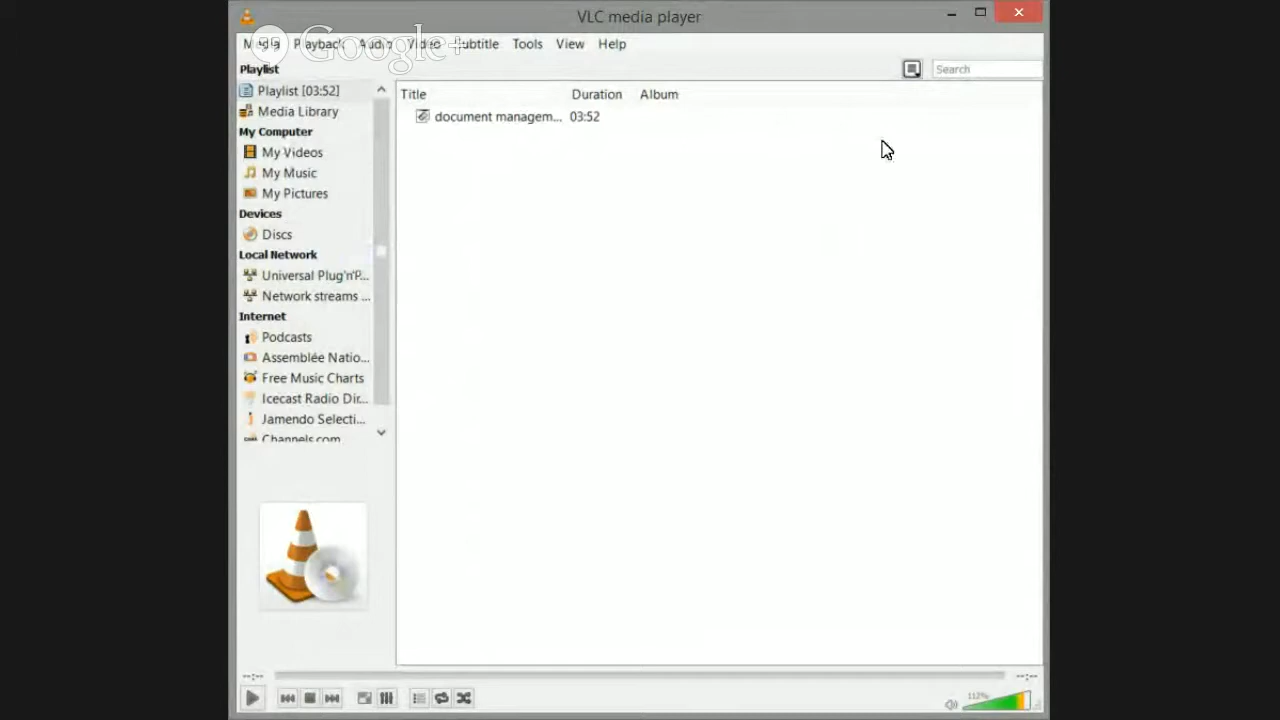 VLC media player
Media Playback Audio Video Subtitle Tools View Help
Google+
Playlist
Search
Playlist [03:52]
Media Library
My Computer
My Videos
My Music
My Pictures
Devices
Discs
Local Network
Universal Plug'n'P...
Network streams ...
Internet
Podcasts
Assemblée Natio...
Free Music Charts
Icecast Radio Dir...
Jamendo Selecti...
Channels.com
Title Duration Album
document managem... 03:52
--:-- --:--
112%